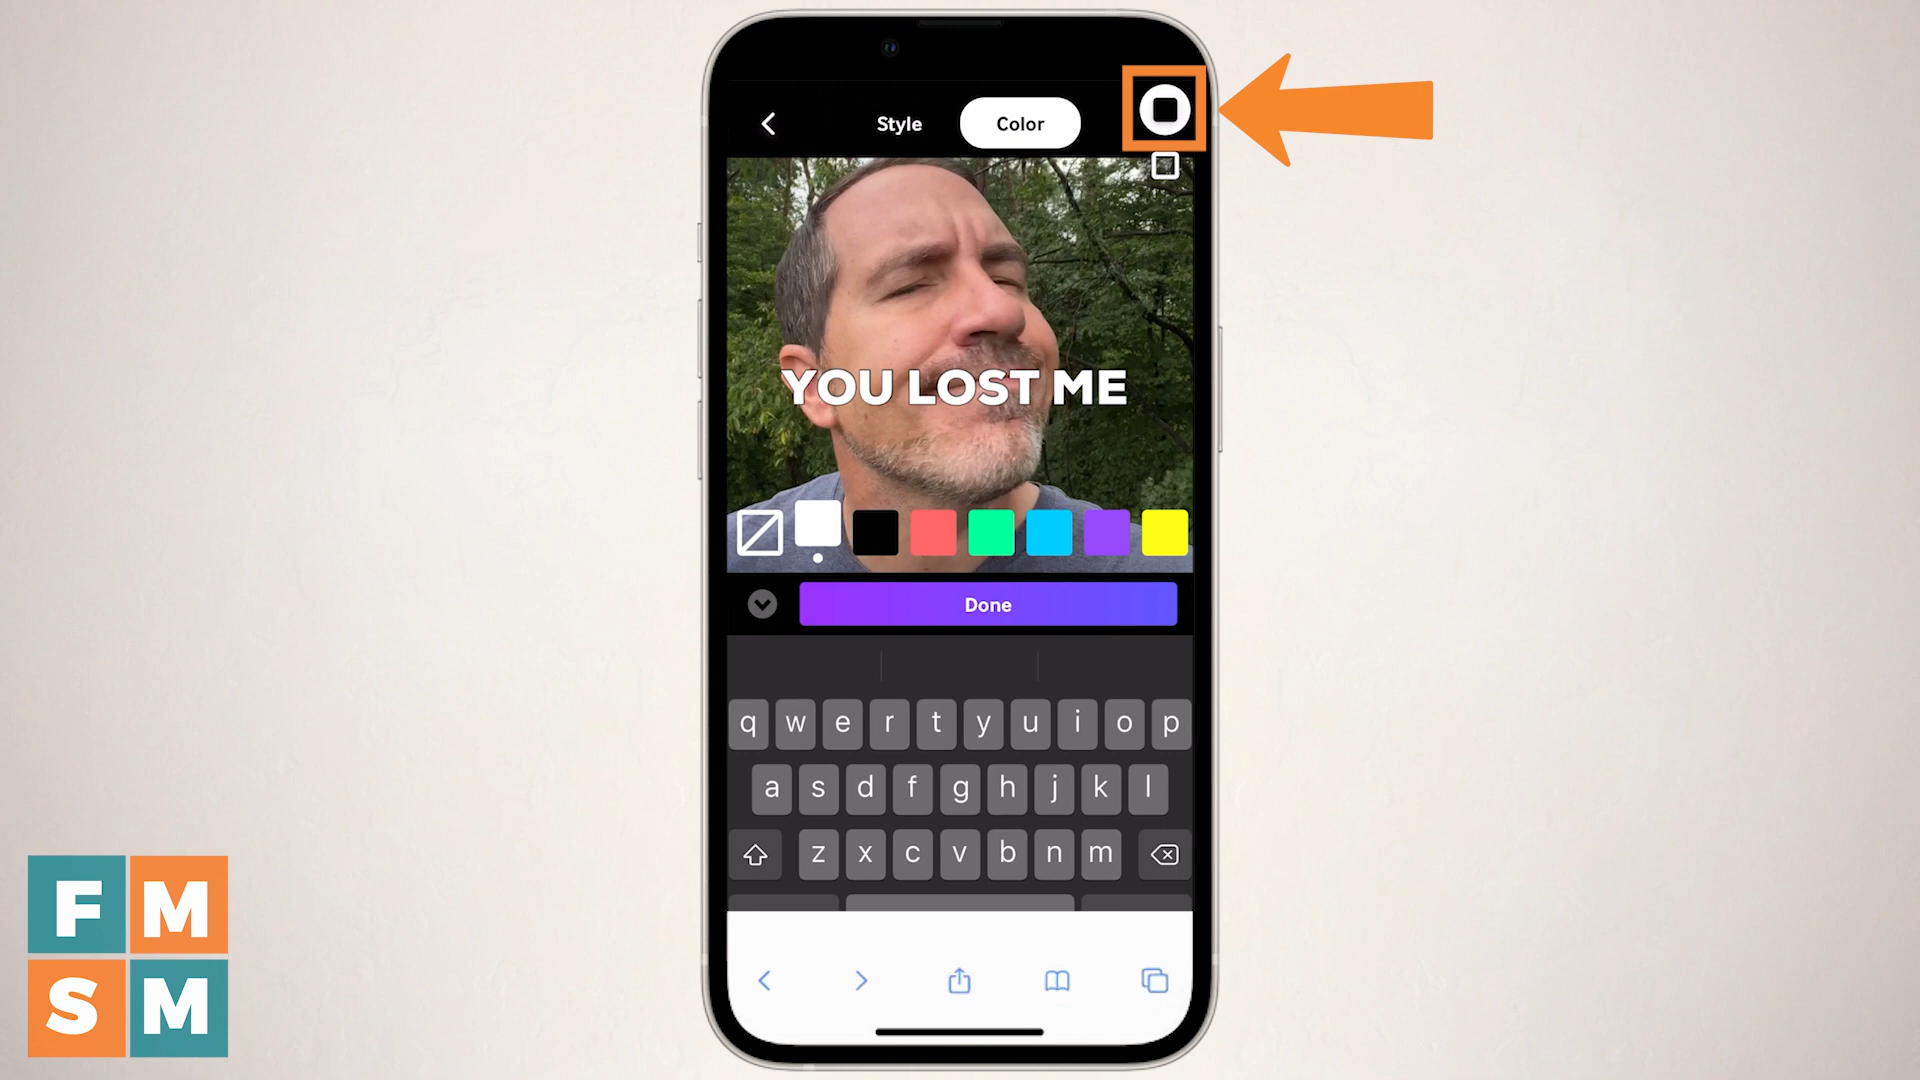 Style Color
YOU LOST ME
Done
q w e r t y u i o p
a s d f g h j k l
z x c v b n m
F M
S M